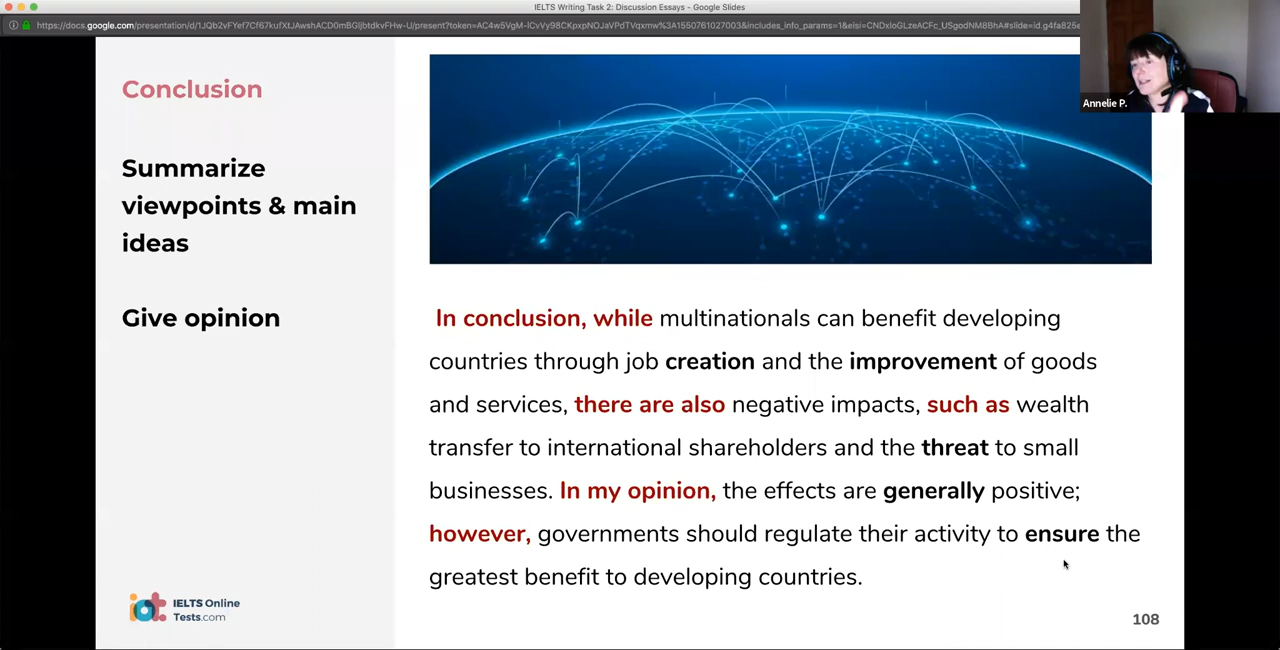 IELTS Writing Task 2: Discussion Essays - Google Slides
Annelie P.
Conclusion
Summarize
viewpoints & main
ideas
Give opinion
In conclusion, while multinationals can benefit developing
countries through job creation and the improvement of goods
and services, there are also negative impacts, such as wealth
transfer to international shareholders and the threat to small
businesses. In my opinion, the effects are generally positive;
however, governments should regulate their activity to ensure the
greatest benefit to developing countries.
iot IELTS Online
Tests.com
108